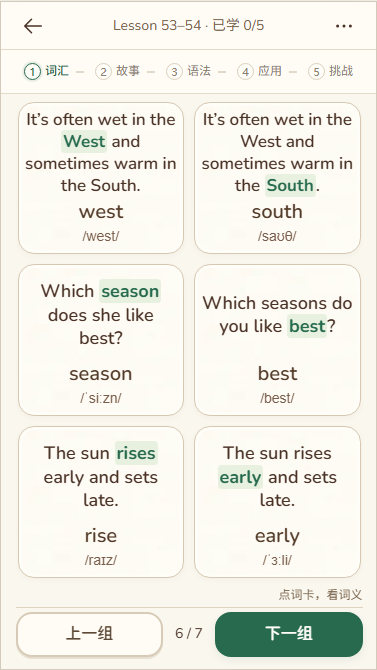 Lesson 53–54 · 已学 0/5
1 词汇 – 2 故事 – 3 语法 – 4 应用 – 5 挑战
It's often wet in the
West and
sometimes warm in
the South.
west
/west/
It's often wet in the
West and
sometimes warm in
the South.
south
/saʊθ/
Which season
does she like
best?
season
/ˈsiːzn/
Which seasons do
you like best?
best
/best/
The sun rises
early and sets
late.
rise
/raɪz/
The sun rises
early and sets
late.
early
/ˈɜːli/
点词卡，看词义
上一组
6 / 7
下一组